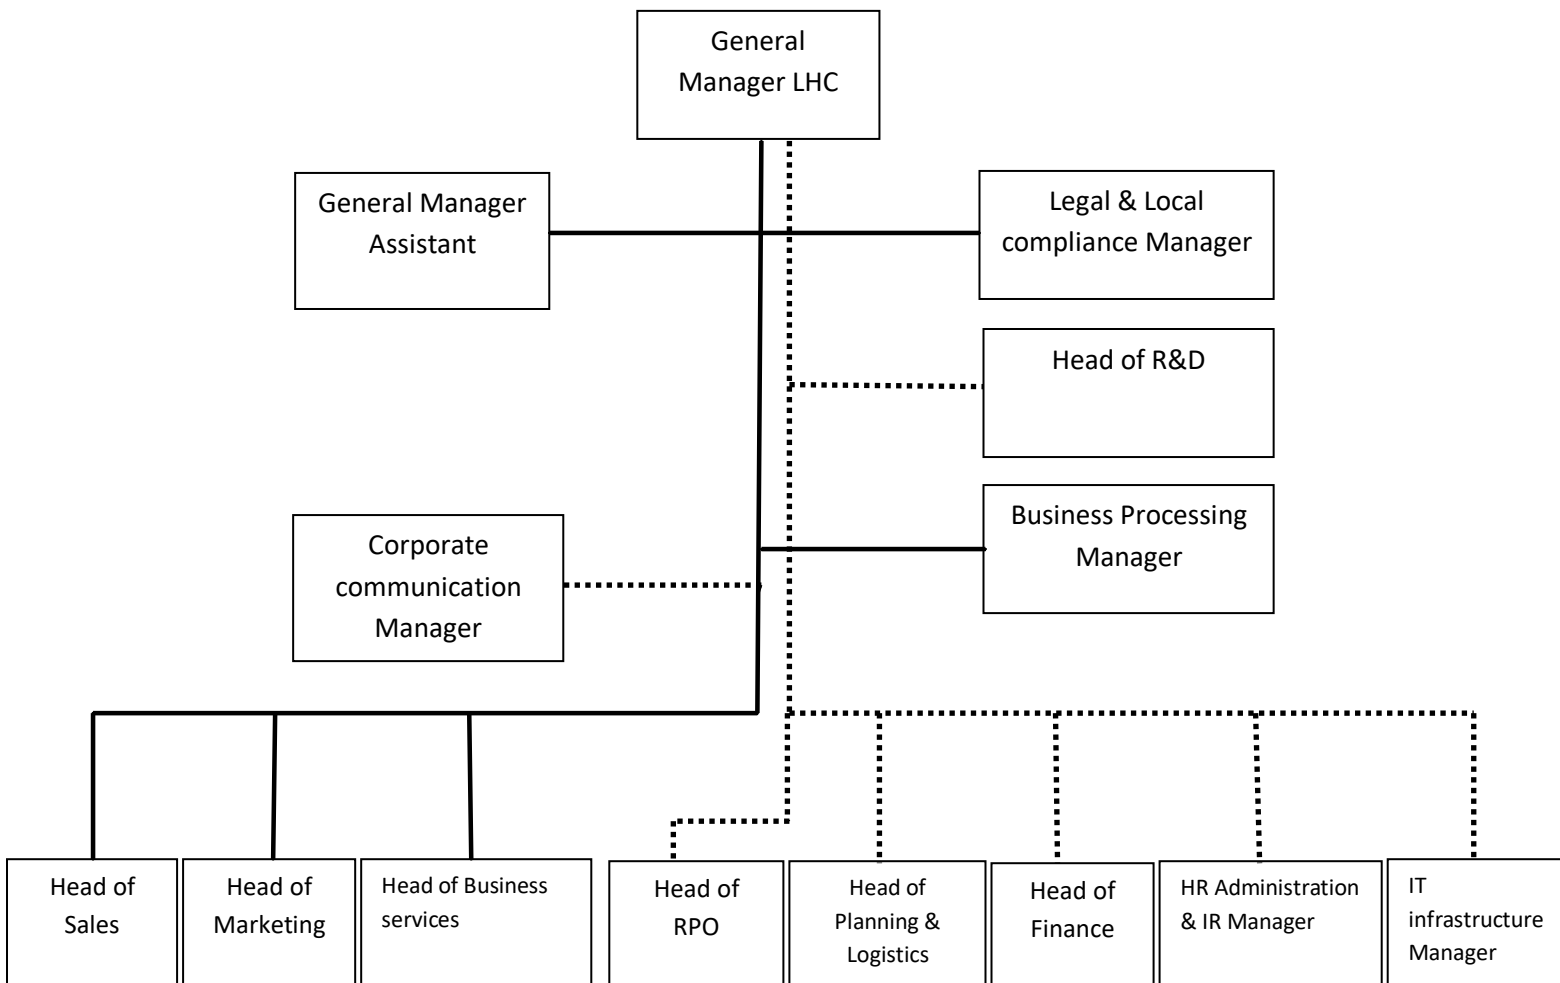 General
Manager LHC
General Manager
Assistant
Legal & Local
compliance Manager
Head of R&D
Business Processing
Manager
Corporate
communication
Manager
Head of
Sales
Head of
Marketing
Head of Business
services
Head of
RPO
Head of
Planning &
Logistics
Head of
Finance
HR Administration
& IR Manager
IT
infrastructure
Manager